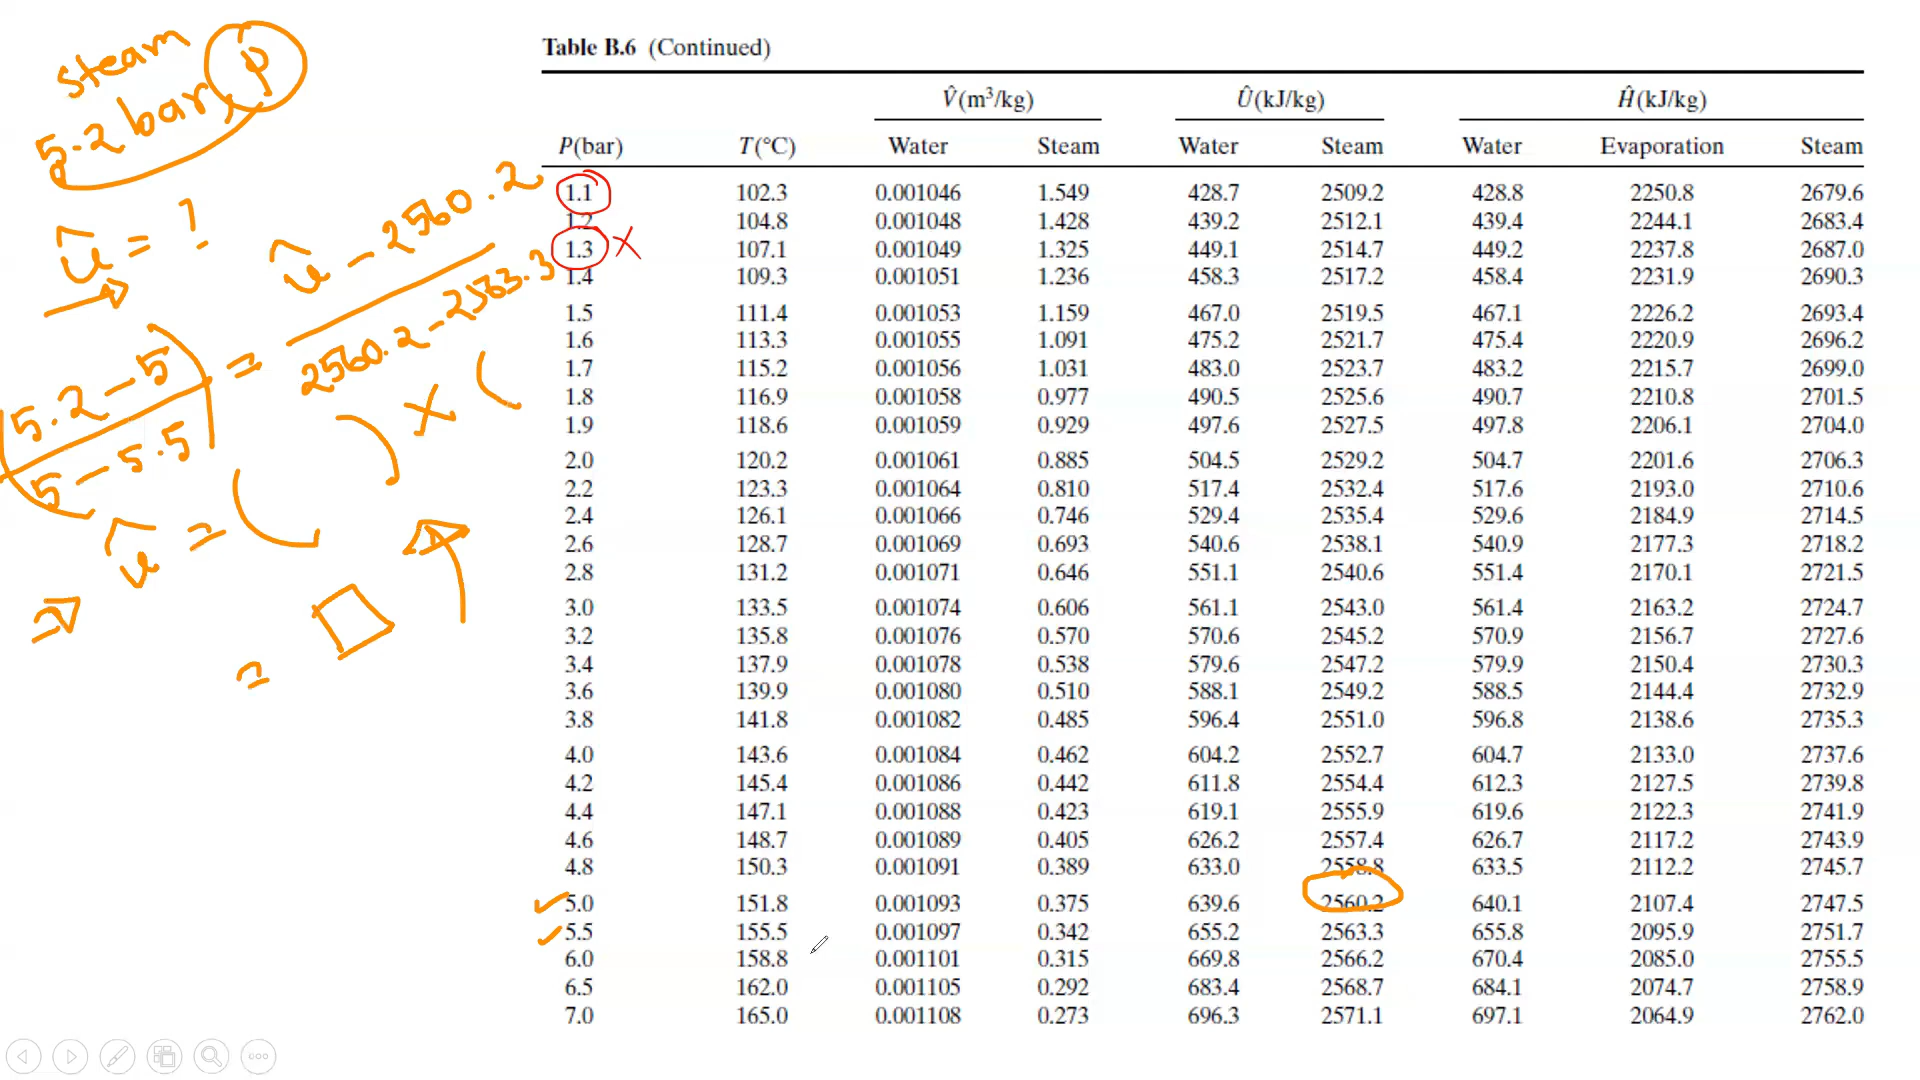 steam
5.2 bar, P
û = ?
5.2 - 5
5 - 5.5
=
û - 2560.2
2560.2 - 2563.3
û = ( ) × (
=
Table B.6 (Continued)
V̂(m³/kg) Û(kJ/kg) Ĥ(kJ/kg)
P(bar) T(°C) Water Steam Water Steam Water Evaporation Steam
1.1 102.3 0.001046 1.549 428.7 2509.2 428.8 2250.8 2679.6
1.2 104.8 0.001048 1.428 439.2 2512.1 439.4 2244.1 2683.4
1.3 × 107.1 0.001049 1.325 449.1 2514.7 449.2 2237.8 2687.0
1.4 109.3 0.001051 1.236 458.3 2517.2 458.4 2231.9 2690.3
1.5 111.4 0.001053 1.159 467.0 2519.5 467.1 2226.2 2693.4
1.6 113.3 0.001055 1.091 475.2 2521.7 475.4 2220.9 2696.2
1.7 115.2 0.001056 1.031 483.0 2523.7 483.2 2215.7 2699.0
1.8 116.9 0.001058 0.977 490.5 2525.6 490.7 2210.8 2701.5
1.9 118.6 0.001059 0.929 497.6 2527.5 497.8 2206.1 2704.0
2.0 120.2 0.001061 0.885 504.5 2529.2 504.7 2201.6 2706.3
2.2 123.3 0.001064 0.810 517.4 2532.4 517.6 2193.0 2710.6
2.4 126.1 0.001066 0.746 529.4 2535.4 529.6 2184.9 2714.5
2.6 128.7 0.001069 0.693 540.6 2538.1 540.9 2177.3 2718.2
2.8 131.2 0.001071 0.646 551.1 2540.6 551.4 2170.1 2721.5
3.0 133.5 0.001074 0.606 561.1 2543.0 561.4 2163.2 2724.7
3.2 135.8 0.001076 0.570 570.6 2545.2 570.9 2156.7 2727.6
3.4 137.9 0.001078 0.538 579.6 2547.2 579.9 2150.4 2730.3
3.6 139.9 0.001080 0.510 588.1 2549.2 588.5 2144.4 2732.9
3.8 141.8 0.001082 0.485 596.4 2551.0 596.8 2138.6 2735.3
4.0 143.6 0.001084 0.462 604.2 2552.7 604.7 2133.0 2737.6
4.2 145.4 0.001086 0.442 611.8 2554.4 612.3 2127.5 2739.8
4.4 147.1 0.001088 0.423 619.1 2555.9 619.6 2122.3 2741.9
4.6 148.7 0.001089 0.405 626.2 2557.4 626.7 2117.2 2743.9
4.8 150.3 0.001091 0.389 633.0 2558.8 633.5 2112.2 2745.7
5.0 151.8 0.001093 0.375 639.6 2560.2 640.1 2107.4 2747.5
5.5 155.5 0.001097 0.342 655.2 2563.3 655.8 2095.9 2751.7
6.0 158.8 0.001101 0.315 669.8 2566.2 670.4 2085.0 2755.5
6.5 162.0 0.001105 0.292 683.4 2568.7 684.1 2074.7 2758.9
7.0 165.0 0.001108 0.273 696.3 2571.1 697.1 2064.9 2762.0